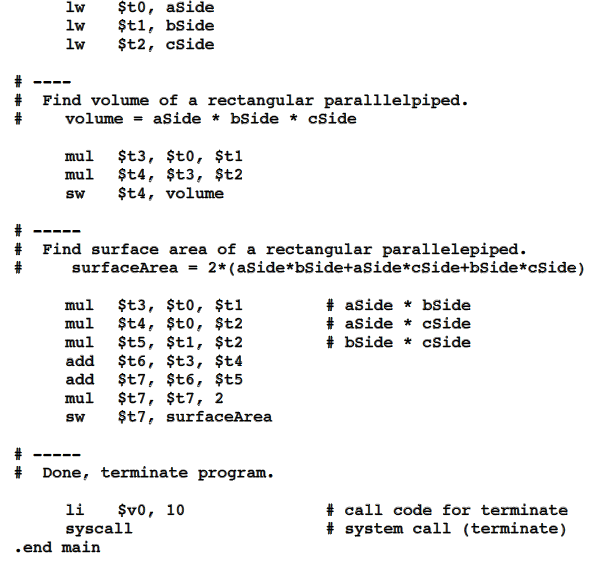 lw $t0, aSide
lw $t1, bSide
lw $t2, cSide
# ----
# Find volume of a rectangular paralllelpiped.
# volume = aSide * bSide * cSide
mul $t3, $t0, $t1
mul $t4, $t3, $t2
sw $t4, volume
# -----
# Find surface area of a rectangular parallelepiped.
# surfaceArea = 2*(aSide*bSide+aSide*cSide+bSide*cSide)
mul $t3, $t0, $t1 # aSide * bSide
mul $t4, $t0, $t2 # aSide * cSide
mul $t5, $t1, $t2 # bSide * cSide
add $t6, $t3, $t4
add $t7, $t6, $t5
mul $t7, $t7, 2
sw $t7, surfaceArea
# -----
# Done, terminate program.
li $v0, 10 # call code for terminate
syscall # system call (terminate)
.end main